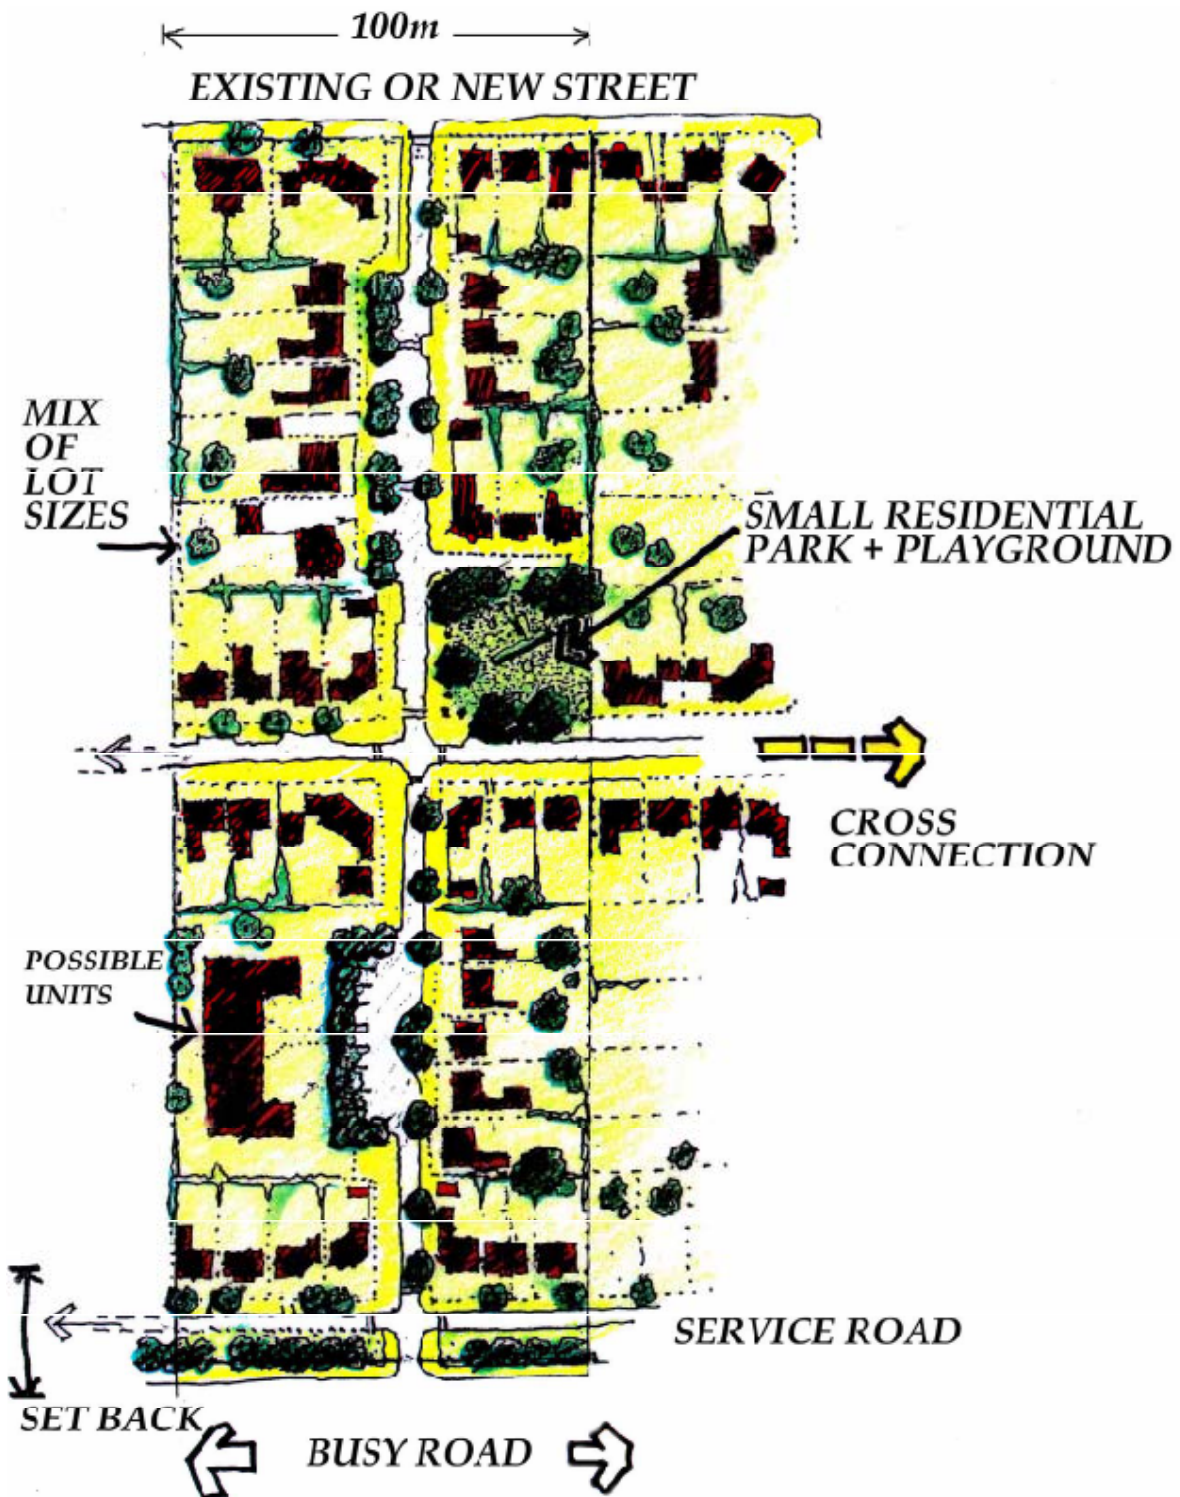 100m
EXISTING OR NEW STREET
MIX
OF
LOT
SIZES
SMALL RESIDENTIAL
PARK + PLAYGROUND
CROSS
CONNECTION
POSSIBLE
UNITS
SERVICE ROAD
SET BACK
BUSY ROAD